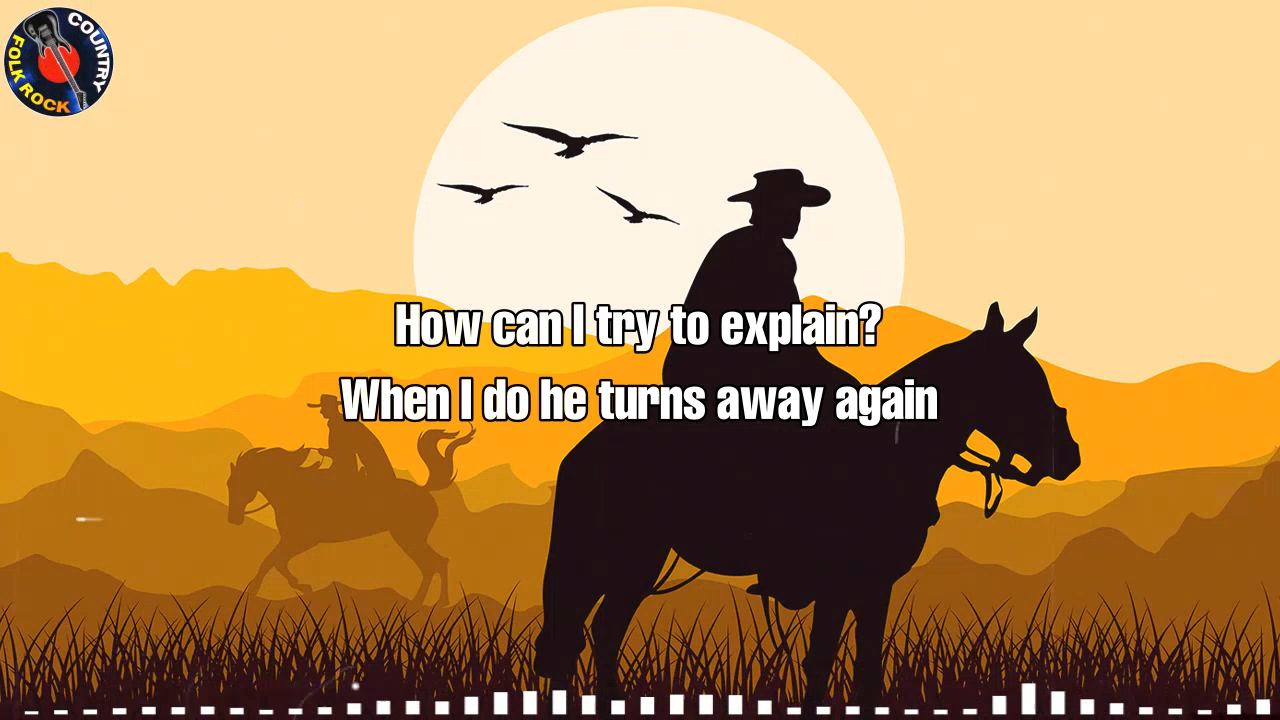 COUNTRY
FOLK ROCK
How can I try to explain?
When I do he turns away again